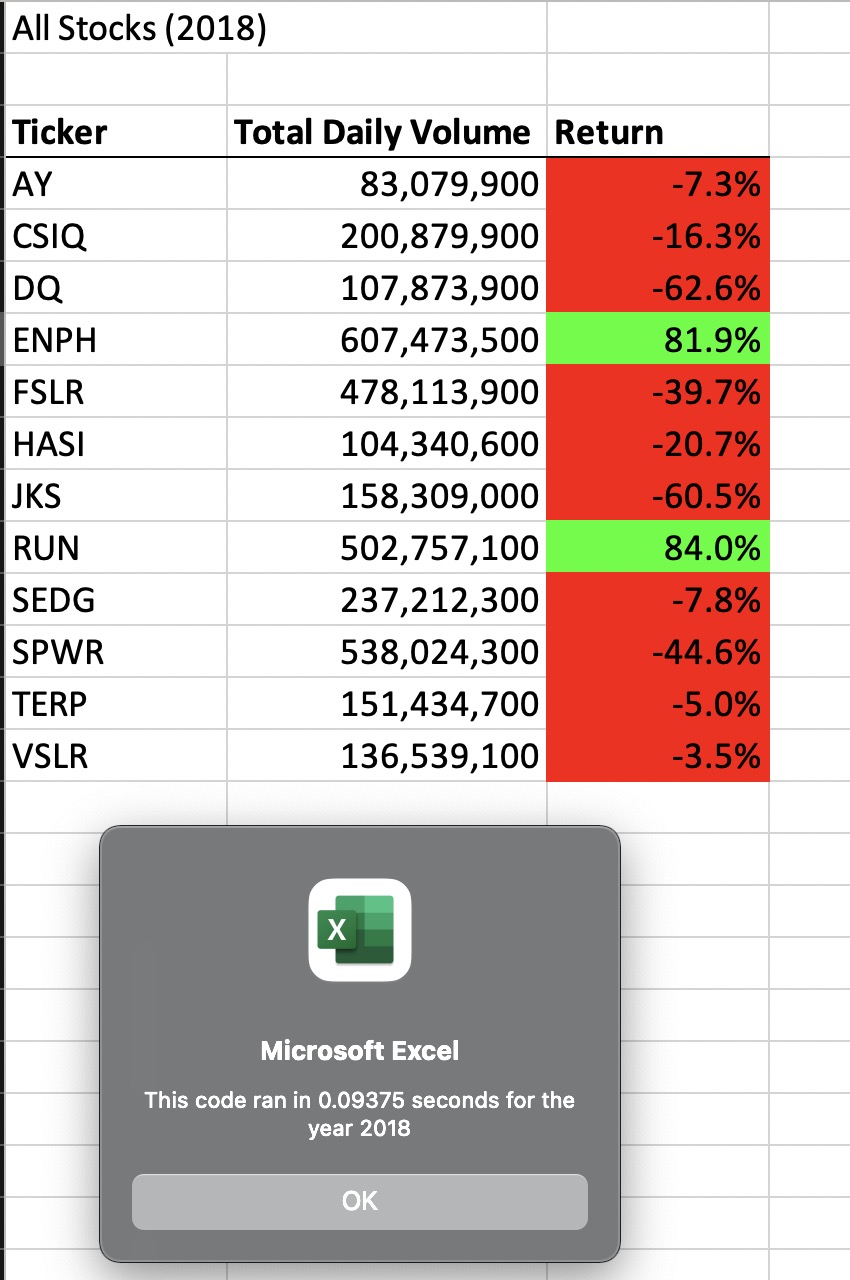 All Stocks (2018)
Ticker Total Daily Volume Return
AY 83,079,900 -7.3%
CSIQ 200,879,900 -16.3%
DQ 107,873,900 -62.6%
ENPH 607,473,500 81.9%
FSLR 478,113,900 -39.7%
HASI 104,340,600 -20.7%
JKS 158,309,000 -60.5%
RUN 502,757,100 84.0%
SEDG 237,212,300 -7.8%
SPWR 538,024,300 -44.6%
TERP 151,434,700 -5.0%
VSLR 136,539,100 -3.5%
X
Microsoft Excel
This code ran in 0.09375 seconds for the
year 2018
OK